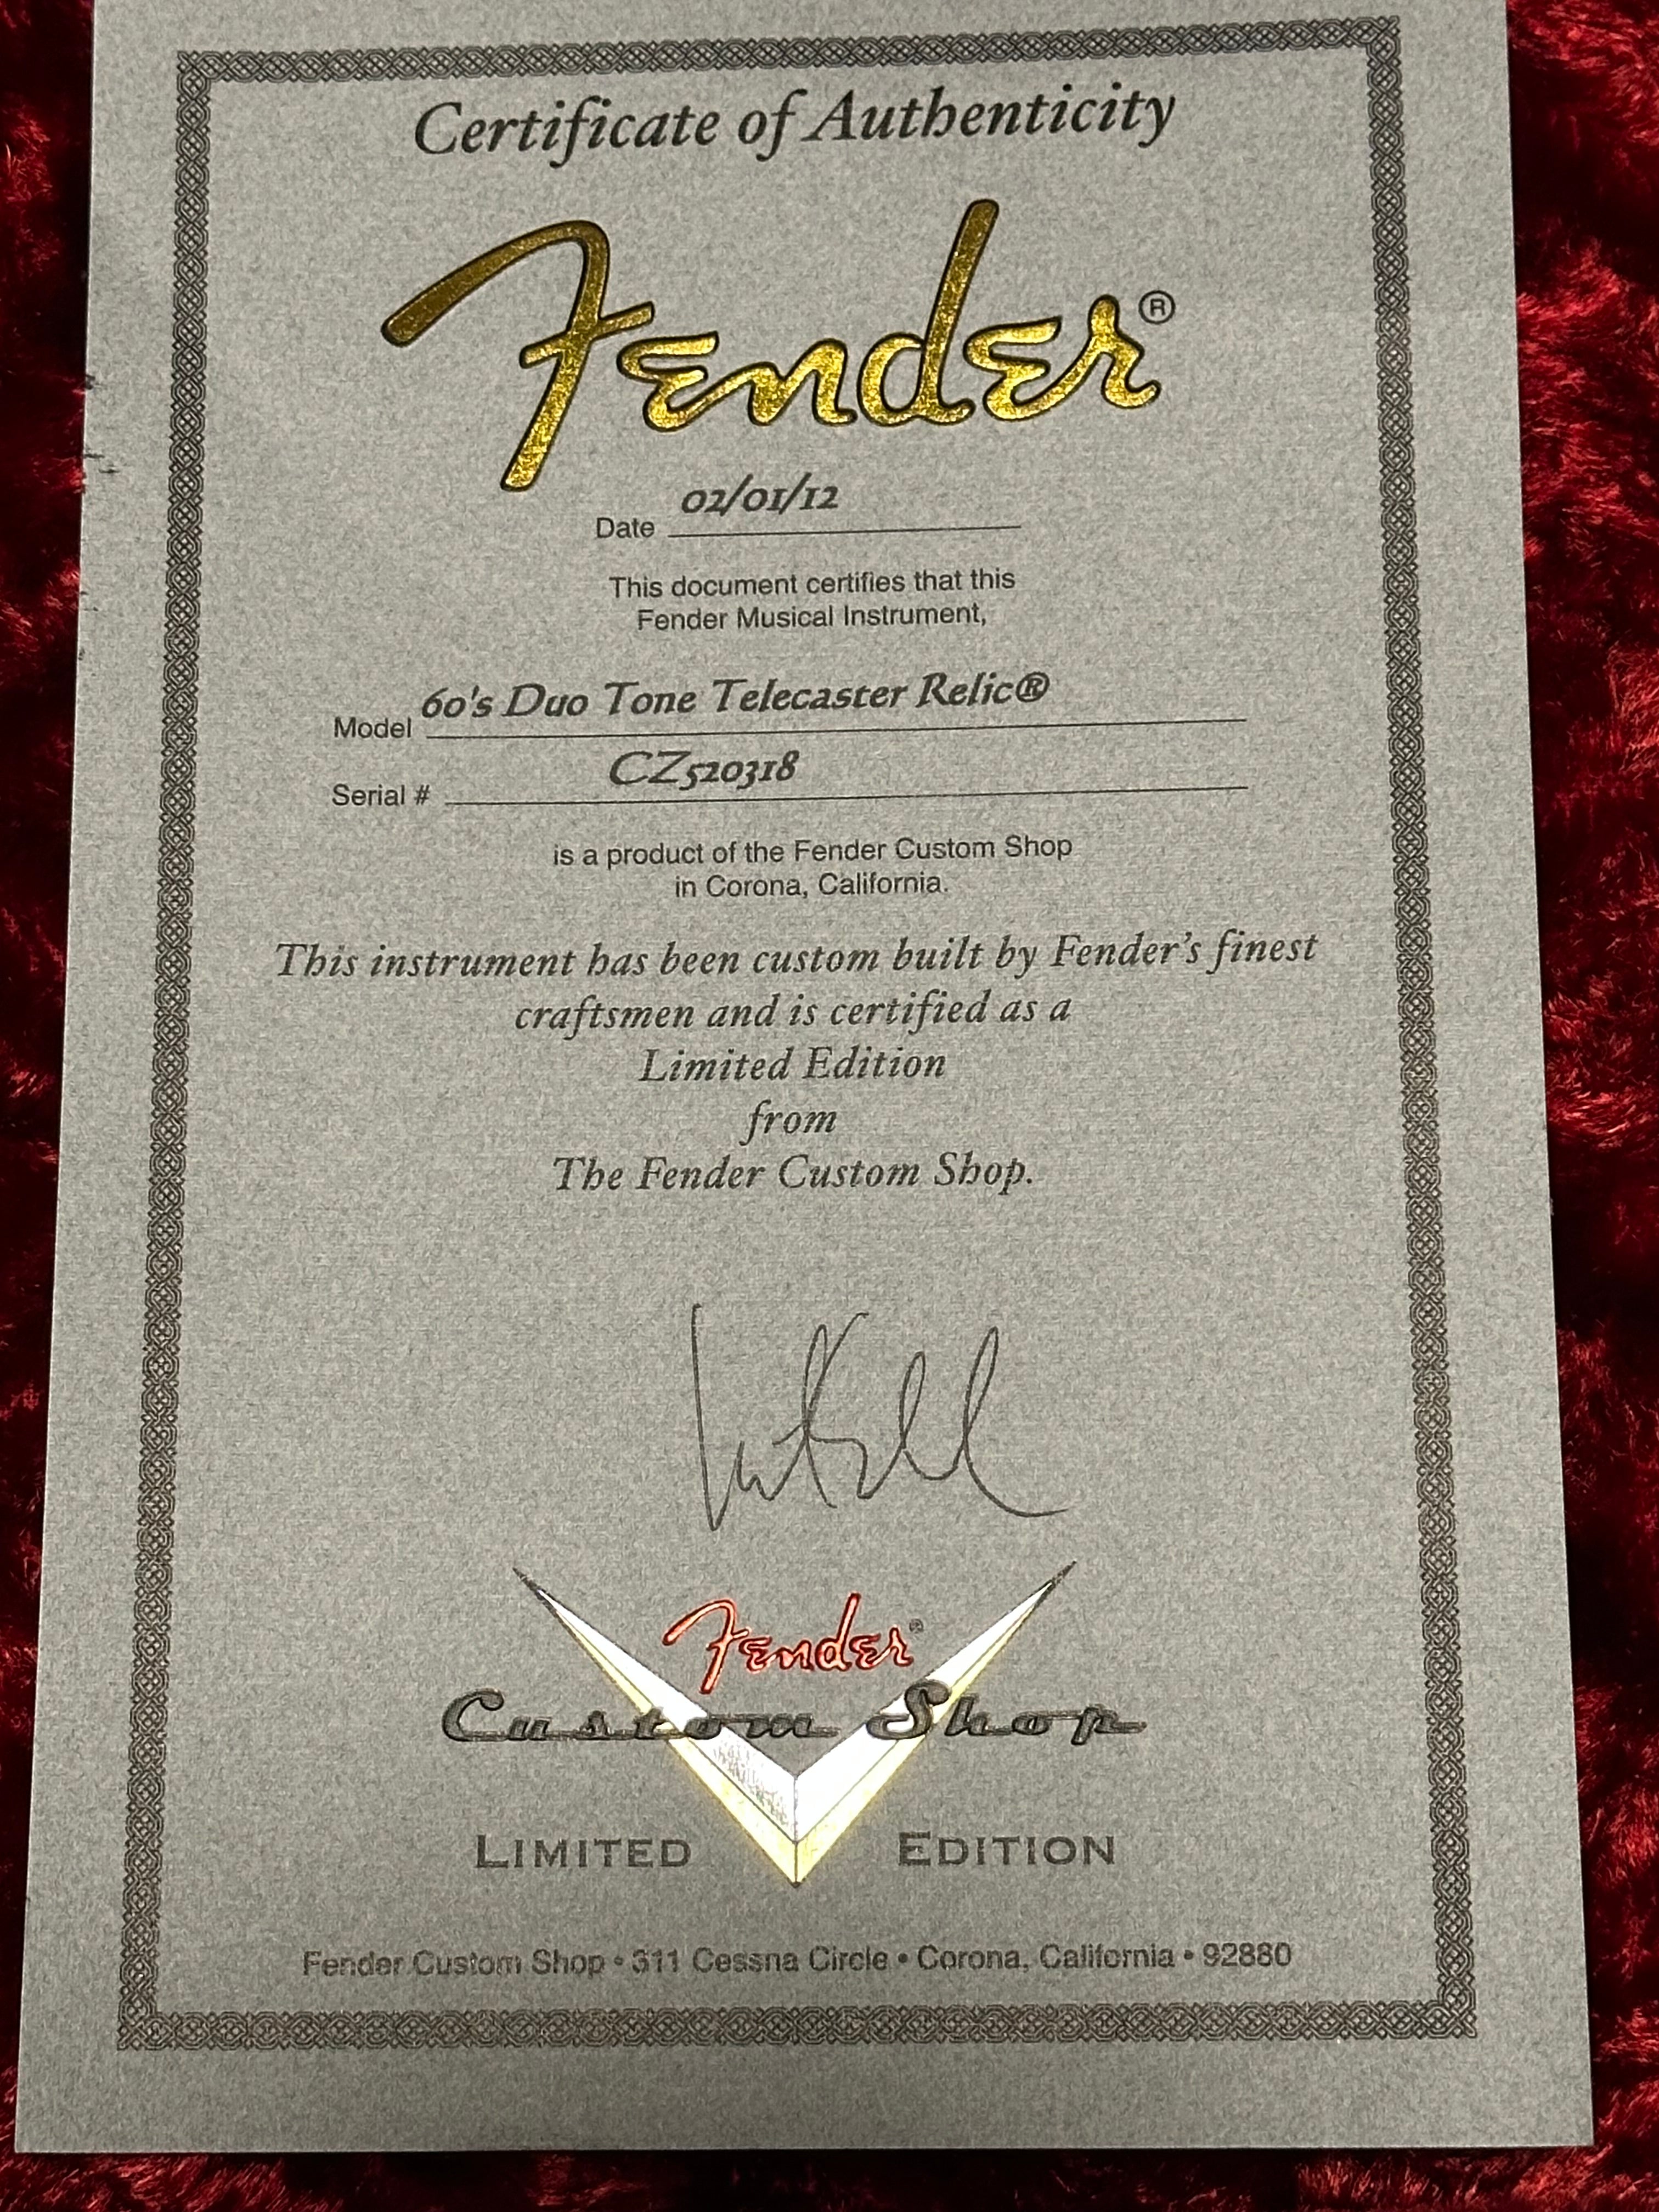 Certificate of Authenticity
Fender®
Date 02/01/12
This document certifies that this
Fender Musical Instrument,
Model 60's Duo Tone Telecaster Relic®
Serial # CZ520318
is a product of the Fender Custom Shop
in Corona, California.
This instrument has been custom built by Fender's finest
craftsmen and is certified as a
Limited Edition
from
The Fender Custom Shop.
Fender®
Custom Shop
LIMITED EDITION
Fender Custom Shop • 311 Cessna Circle • Corona, California • 92880